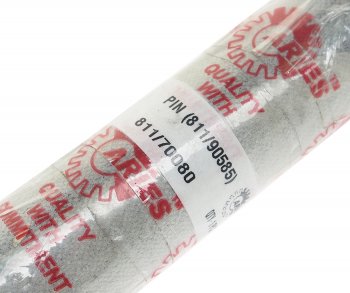 ARIES
QUALITY
WITH
PIN (811/90585)
811/70080
ARIES
QUALITY
WITH
COMMITMENT